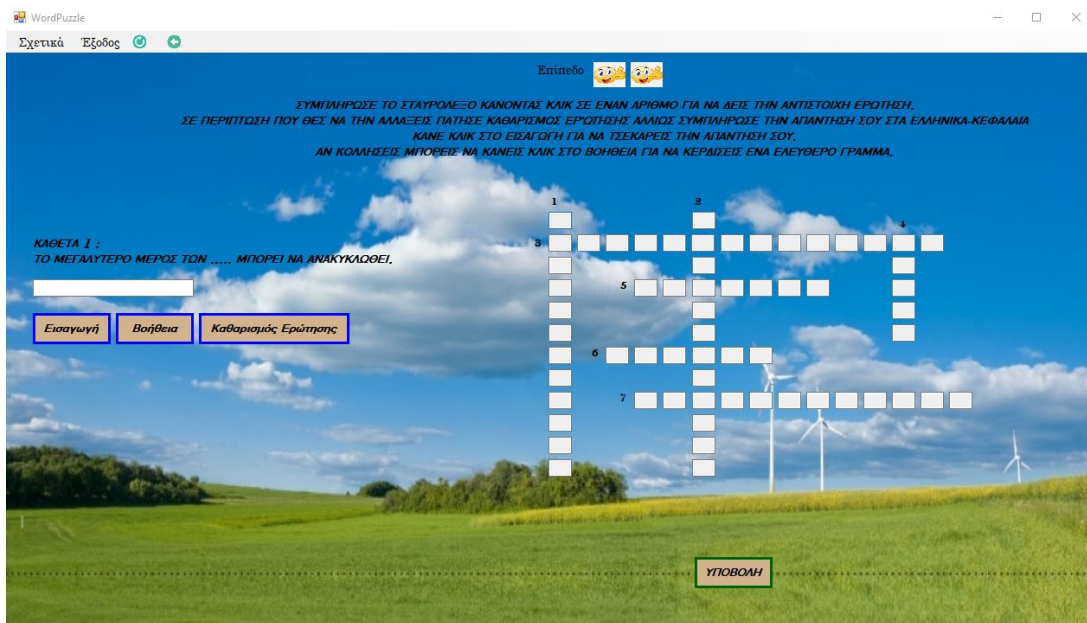 WordPuzzle
Σχετικά Έξοδος
Επίπεδο
ΣΥΜΠΛΗΡΩΣΕ ΤΟ ΣΤΑΥΡΟΛΕΞΟ ΚΑΝΟΝΤΑΣ ΚΛΙΚ ΣΕ ΕΝΑΝ ΑΡΙΘΜΟ ΓΙΑ ΝΑ ΔΕΙΣ ΤΗΝ ΑΝΤΙΣΤΟΙΧΗ ΕΡΩΤΗΣΗ.
ΣΕ ΠΕΡΙΠΤΩΣΗ ΠΟΥ ΘΕΣ ΝΑ ΤΗΝ ΑΛΛΑΞΕΙΣ ΠΑΤΗΣΕ ΚΑΘΑΡΙΣΜΟΣ ΕΡΏΤΗΣΗΣ ΑΛΛΙΩΣ ΣΥΜΠΛΗΡΩΣΕ ΤΗΝ ΑΠΑΝΤΗΣΗ ΣΟΥ ΣΤΑ ΕΛΛΗΝΙΚΑ-ΚΕΦΑΛΑΙΑ
ΚΑΝΕ ΚΛΙΚ ΣΤΟ ΕΙΣΑΓΩΓΗ ΓΙΑ ΝΑ ΤΣΕΚΑΡΕΙΣ ΤΗΝ ΑΠΑΝΤΗΣΗ ΣΟΥ.
ΑΝ ΚΟΛΛΗΣΕΙΣ ΜΠΟΡΕΙΣ ΝΑ ΚΑΝΕΙΣ ΚΛΙΚ ΣΤΟ ΒΟΗΘΕΙΑ ΓΙΑ ΝΑ ΚΕΡΔΙΣΕΙΣ ΕΝΑ ΕΛΕΥΘΕΡΟ ΓΡΑΜΜΑ.
1 2
4
3
ΚΑΘΕΤΑ 1 :
ΤΟ ΜΕΓΑΛΥΤΕΡΟ ΜΕΡΟΣ ΤΩΝ ..... ΜΠΟΡΕΙ ΝΑ ΑΝΑΚΥΚΛΩΘΕΙ.
5
Εισαγωγή Βοήθεια Καθαρισμός Ερώτησης
6
7
ΥΠΟΒΟΛΗ